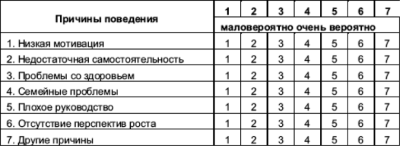 Причины поведения 1 2 3 4 5 6 7
маловероятно очень вероятно
1. Низкая мотивация 1 2 3 4 5 6 7
2. Недостаточная самостоятельность 1 2 3 4 5 6 7
3. Проблемы со здоровьем 1 2 3 4 5 6 7
4. Семейные проблемы 1 2 3 4 5 6 7
5. Плохое руководство 1 2 3 4 5 6 7
6. Отсутствие перспектив роста 1 2 3 4 5 6 7
7. Другие причины 1 2 3 4 5 6 7